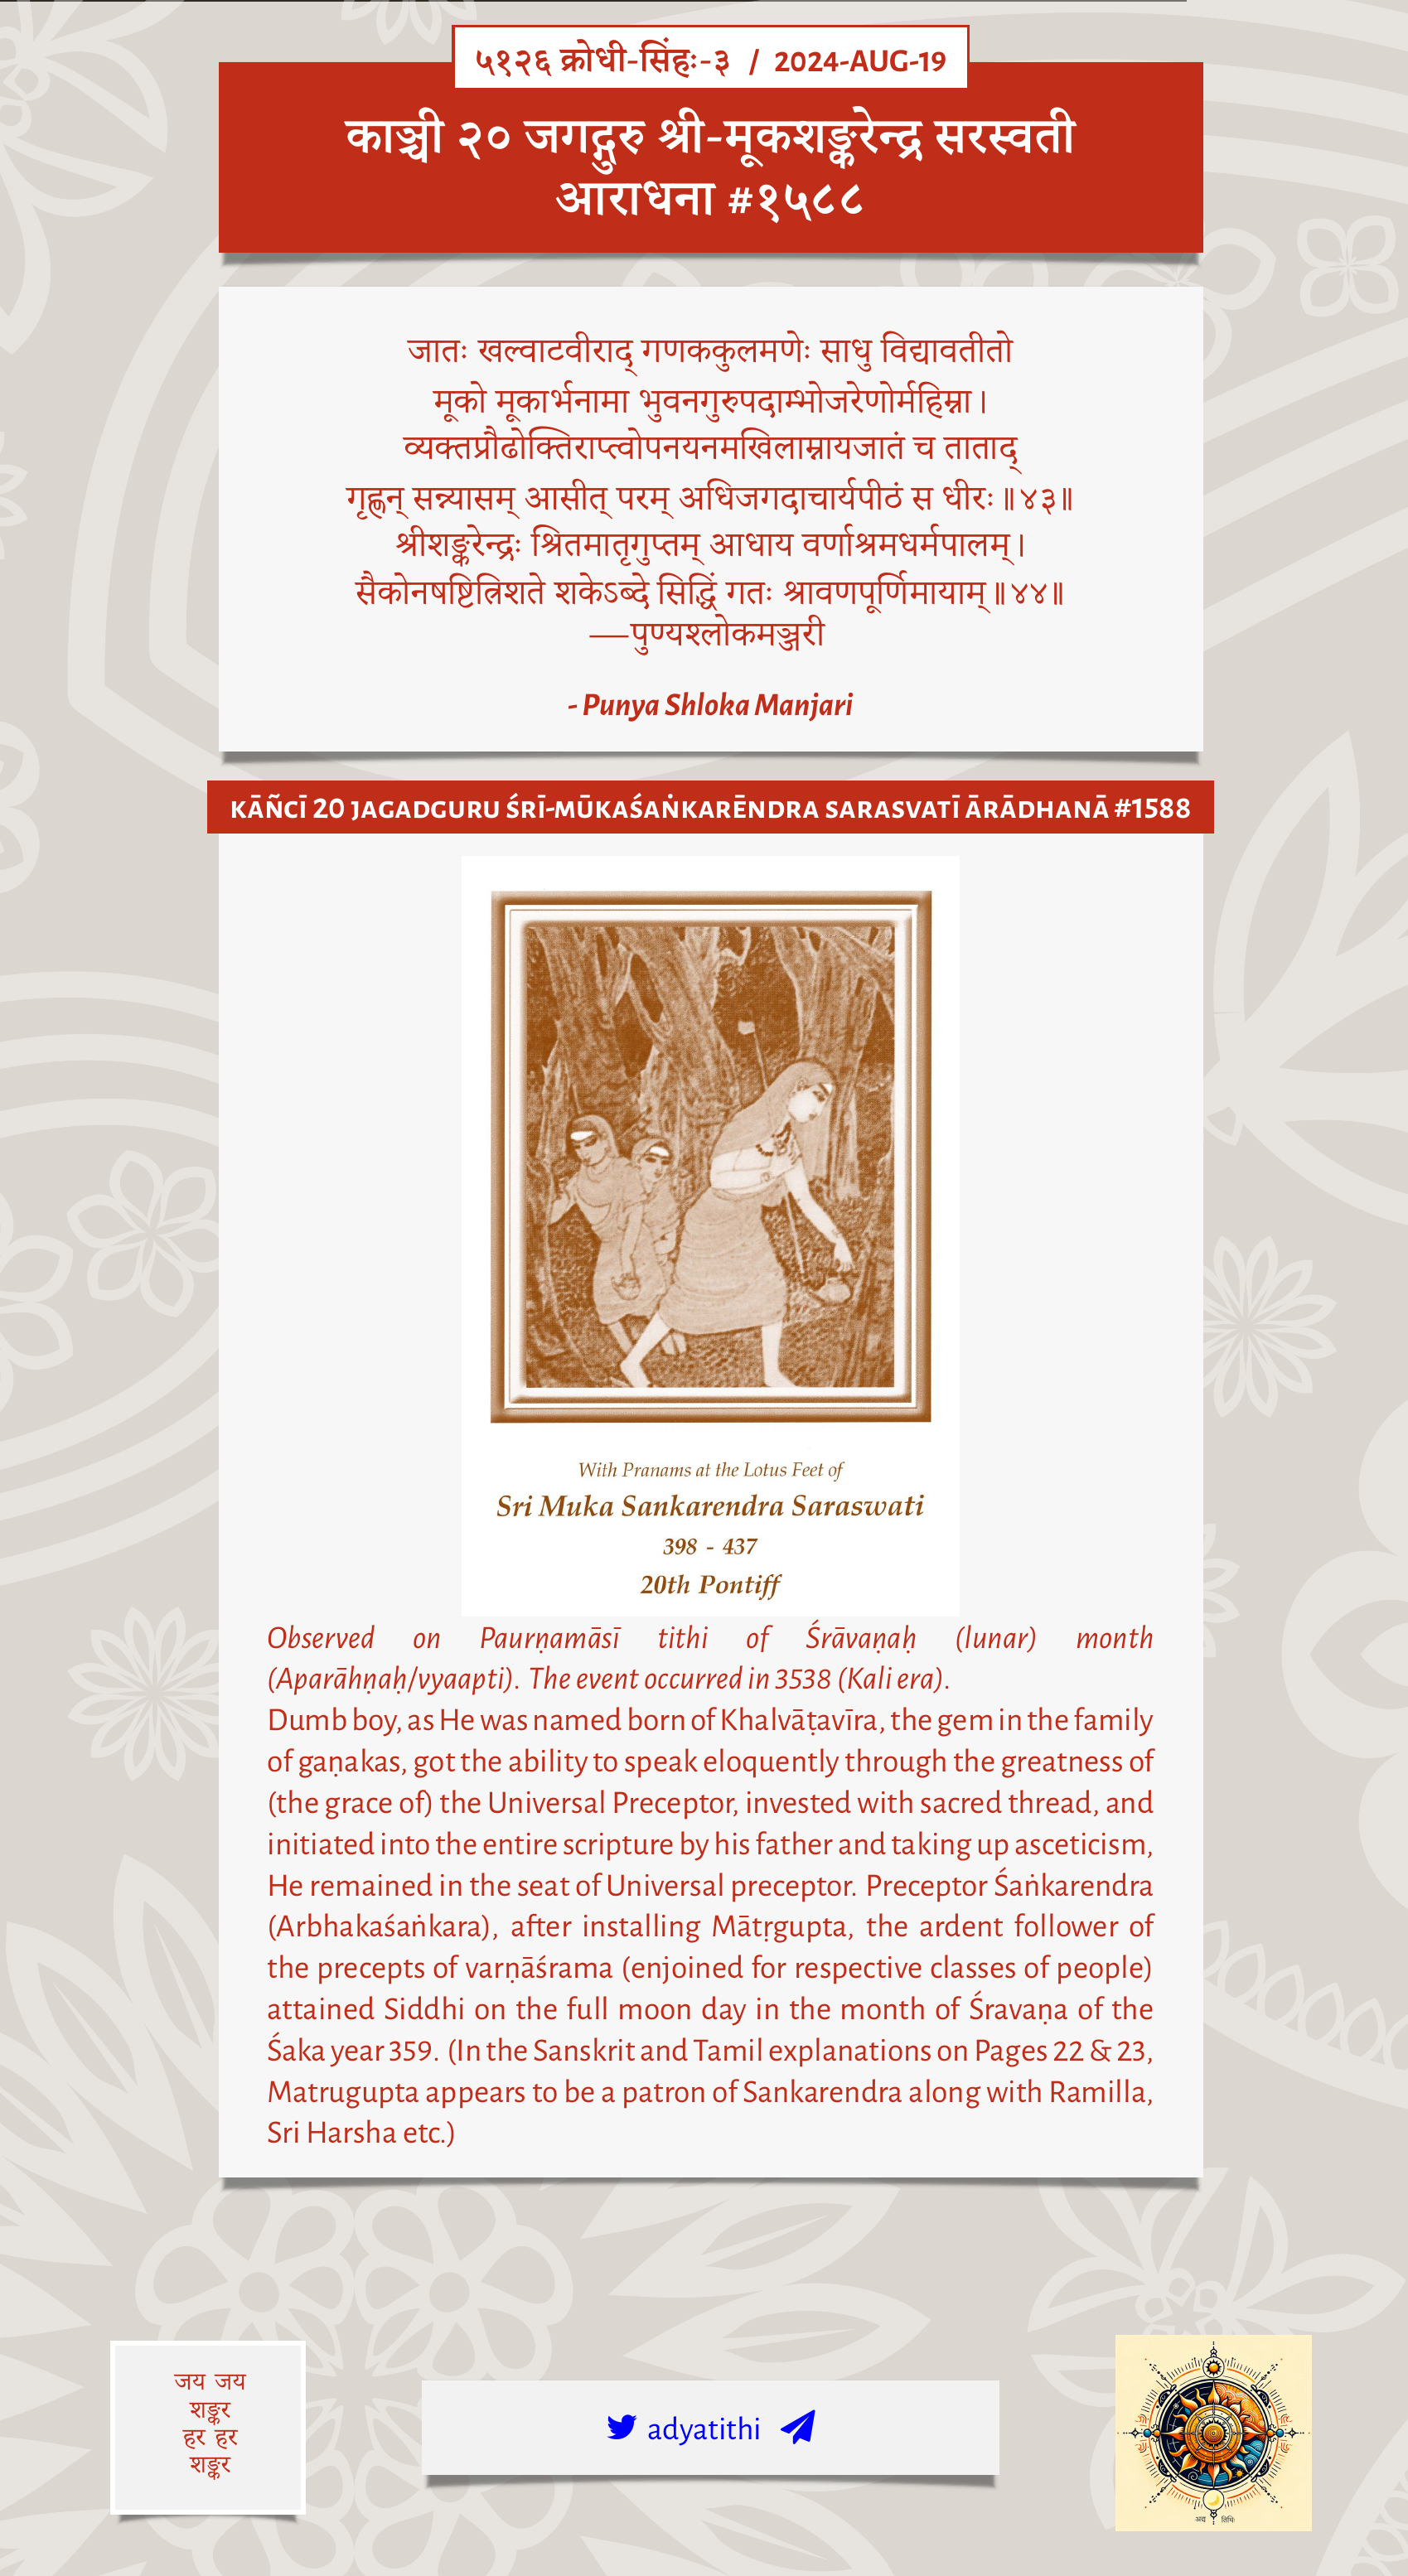 ५१२६ क्रोधी-सिंहः-३ / 2024-AUG-19
काञ्ची २० जगद्गुरु श्री-मूकशङ्करेन्द्र सरस्वती
आराधना #१५८८
जातः खल्वाटवीराद् गणककुलमणेः साधु विद्यावतीतो
मूको मूकार्भनामा भुवनगुरुपदाम्भोजरेणोर्महिम्ना।
व्यक्तप्रौढोक्तिराप्त्वोपनयनमखिलाम्नायजातं च ताताद्
गृह्णन् सन्न्यासम् आसीत् परम् अधिजगदाचार्यपीठं स धीरः॥४३॥
श्रीशङ्करेन्द्रः श्रितमातृगुप्तम् आधाय वर्णाश्रमधर्मपालम्।
सैकोनषष्टित्रिशते शकेऽब्दे सिद्धिं गतः श्रावणपूर्णिमायाम्॥४४॥
—पुण्यश्लोकमञ्जरी
- Punya Shloka Manjari
KĀÑCĪ 20 JAGADGURU ŚRĪ-MŪKAŚAṄKARĒNDRA SARASVATĪ ĀRĀDHANĀ #1588
With Pranams at the Lotus Feet of
Sri Muka Sankarendra Saraswati
398 - 437
20th Pontiff
Observed on Paurṇamāsī tithi of Śrāvaṇaḥ (lunar) month
(Aparāhṇaḥ/vyaapti). The event occurred in 3538 (Kali era).
Dumb boy, as He was named born of Khalvāṭavīra, the gem in the family
of gaṇakas, got the ability to speak eloquently through the greatness of
(the grace of) the Universal Preceptor, invested with sacred thread, and
initiated into the entire scripture by his father and taking up asceticism,
He remained in the seat of Universal preceptor. Preceptor Śaṅkarendra
(Arbhakaśaṅkara), after installing Mātṛgupta, the ardent follower of
the precepts of varṇāśrama (enjoined for respective classes of people)
attained Siddhi on the full moon day in the month of Śravaṇa of the
Śaka year 359. (In the Sanskrit and Tamil explanations on Pages 22 & 23,
Matrugupta appears to be a patron of Sankarendra along with Ramilla,
Sri Harsha etc.)
जय जय
शङ्कर
हर हर
शङ्कर
adyatithi
अद्य तिथिः